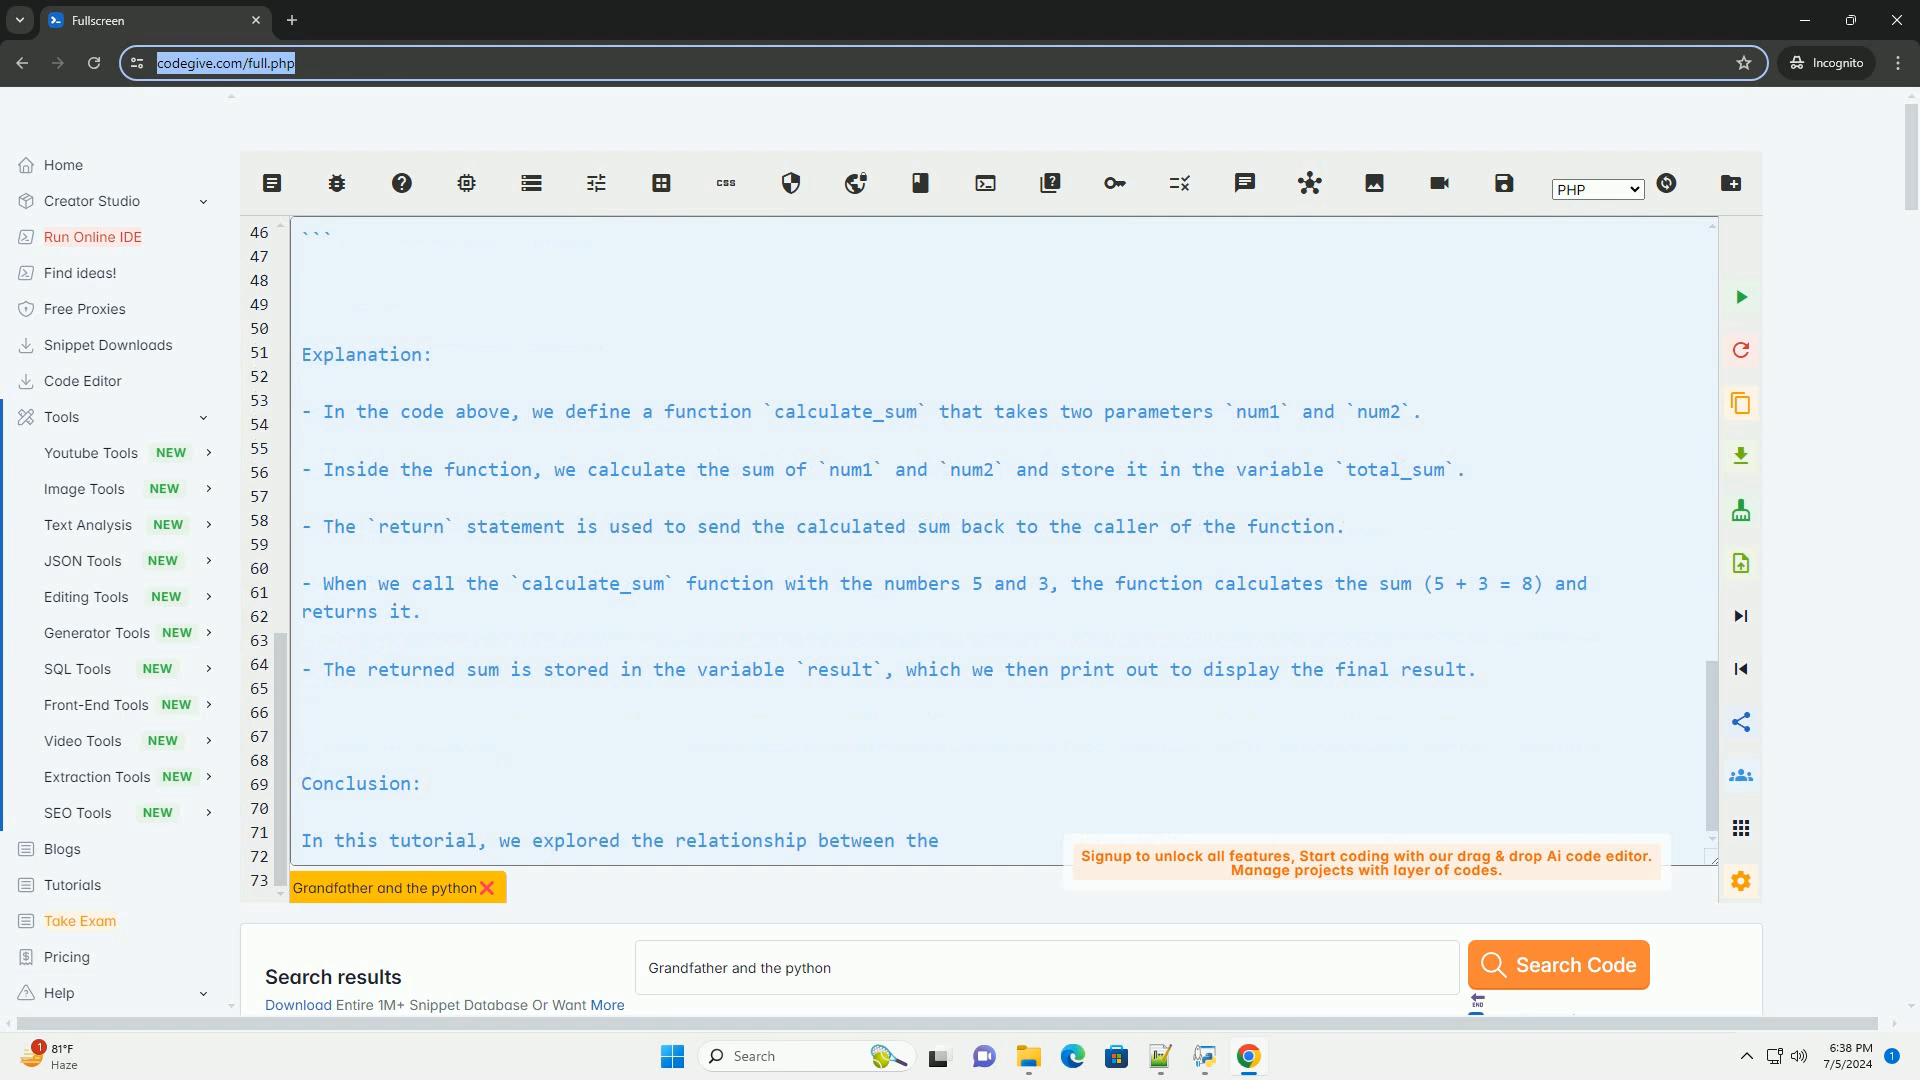 Fullscreen
codegive.com/full.php
Incognito
Home
Creator Studio
Run Online IDE
Find ideas!
Free Proxies
Snippet Downloads
Code Editor
Tools
Youtube Tools NEW
Image Tools NEW
Text Analysis NEW
JSON Tools NEW
Editing Tools NEW
Generator Tools NEW
SQL Tools NEW
Front-End Tools NEW
Video Tools NEW
Extraction Tools NEW
SEO Tools NEW
Blogs
Tutorials
Take Exam
Pricing
Help
css
PHP
46
47
48
49
50
51
52
53
54
55
56
57
58
59
60
61
62
63
64
65
66
67
68
69
70
71
72
73
```
Explanation:
- In the code above, we define a function `calculate_sum` that takes two parameters `num1` and `num2`.
- Inside the function, we calculate the sum of `num1` and `num2` and store it in the variable `total_sum`.
- The `return` statement is used to send the calculated sum back to the caller of the function.
- When we call the `calculate_sum` function with the numbers 5 and 3, the function calculates the sum (5 + 3 = 8) and
returns it.
- The returned sum is stored in the variable `result`, which we then print out to display the final result.
Conclusion:
In this tutorial, we explored the relationship between the
Signup to unlock all features, Start coding with our drag & drop Ai code editor.
Manage projects with layer of codes.
Grandfather and the python
Search results
Download Entire 1M+ Snippet Database Or Want More
Grandfather and the python
Search Code
END
1
81°F
Haze
Search
6:38 PM
7/5/2024
1